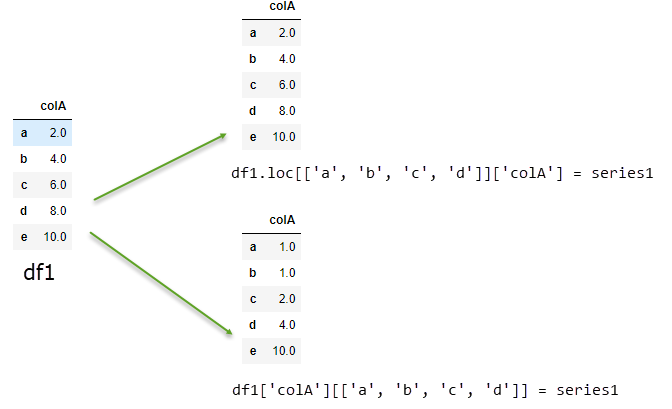 colA
a 2.0
b 4.0
c 6.0
d 8.0
e 10.0
df1.loc[['a', 'b', 'c', 'd']]['colA'] = series1
colA
a 2.0
b 4.0
c 6.0
d 8.0
e 10.0
df1
colA
a 1.0
b 1.0
c 2.0
d 4.0
e 10.0
df1['colA'][['a', 'b', 'c', 'd']] = series1